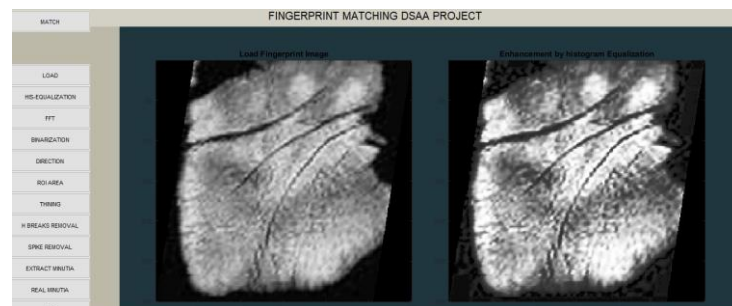 FINGERPRINT MATCHING DSAA PROJECT
MATCH
Load Fingerprint Image
Enhancement by histogram Equalization
LOAD
HIS-EQUALIZATION
FFT
BINARIZATION
DIRECTION
ROI AREA
THINING
H BREAKS REMOVAL
SPIKE REMOVAL
EXTRACT MINUTIA
REAL MINUTIA